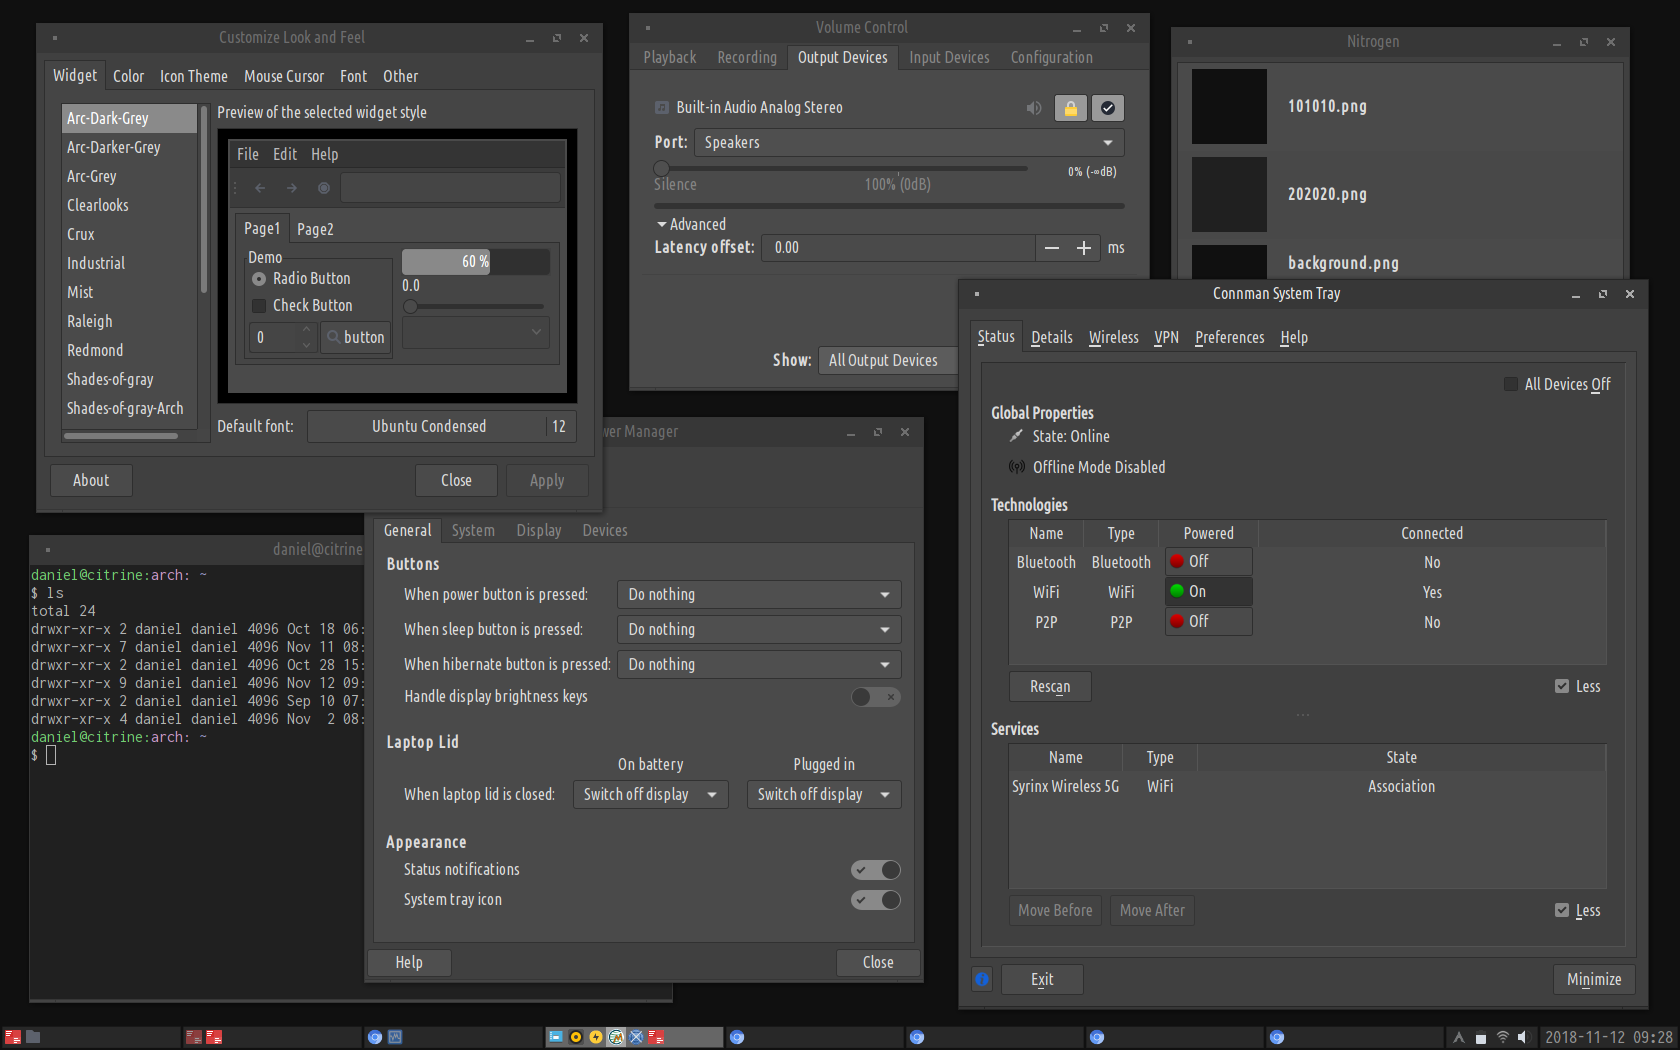 Customize Look and Feel
Widget Color Icon Theme Mouse Cursor Font Other
Arc-Dark-Grey
Arc-Darker-Grey
Arc-Grey
Clearlooks
Crux
Industrial
Mist
Raleigh
Redmond
Shades-of-gray
Shades-of-gray-Arch
Preview of the selected widget style
File Edit Help
Page1 Page2
Demo
Radio Button
Check Button
0 button
60 %
0.0
Default font: Ubuntu Condensed 12
About Close Apply
Volume Control
Playback Recording Output Devices Input Devices Configuration
Built-in Audio Analog Stereo
Port: Speakers
0% (-∞dB)
Silence 100% (0dB)
Advanced
Latency offset: 0.00 ms
Show: All Output Devices
Nitrogen
101010.png
202020.png
background.png
Connman System Tray
Status Details Wireless VPN Preferences Help
All Devices Off
Global Properties
State: Online
Offline Mode Disabled
Technologies
Name Type Powered Connected
Bluetooth Bluetooth Off No
WiFi WiFi On Yes
P2P P2P Off No
Rescan Less
Services
Name Type State
Syrinx Wireless 5G WiFi Association
Move Before Move After Less
Exit Minimize
wer Manager
General System Display Devices
Buttons
When power button is pressed: Do nothing
When sleep button is pressed: Do nothing
When hibernate button is pressed: Do nothing
Handle display brightness keys
Laptop Lid
On battery Plugged in
When laptop lid is closed: Switch off display Switch off display
Appearance
Status notifications
System tray icon
Help Close
daniel@citrine
daniel@citrine:arch: ~
$ ls
total 24
drwxr-xr-x 2 daniel daniel 4096 Oct 18 06:
drwxr-xr-x 7 daniel daniel 4096 Nov 11 08:
drwxr-xr-x 2 daniel daniel 4096 Oct 28 15:
drwxr-xr-x 9 daniel daniel 4096 Nov 12 09:
drwxr-xr-x 2 daniel daniel 4096 Sep 10 07:
drwxr-xr-x 4 daniel daniel 4096 Nov  2 08:
daniel@citrine:arch: ~
$
2018-11-12 09:28